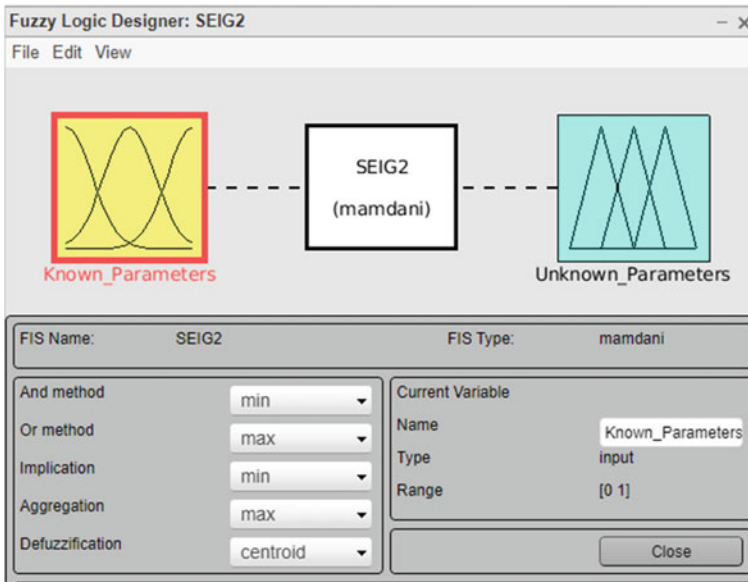 Fuzzy Logic Designer: SEIG2
File Edit View
SEIG2
(mamdani)
Known_Parameters
Unknown_Parameters
FIS Name: SEIG2 FIS Type: mamdani
And method min
Or method max
Implication min
Aggregation max
Defuzzification centroid
Current Variable
Name Known_Parameters
Type input
Range [0 1]
Close